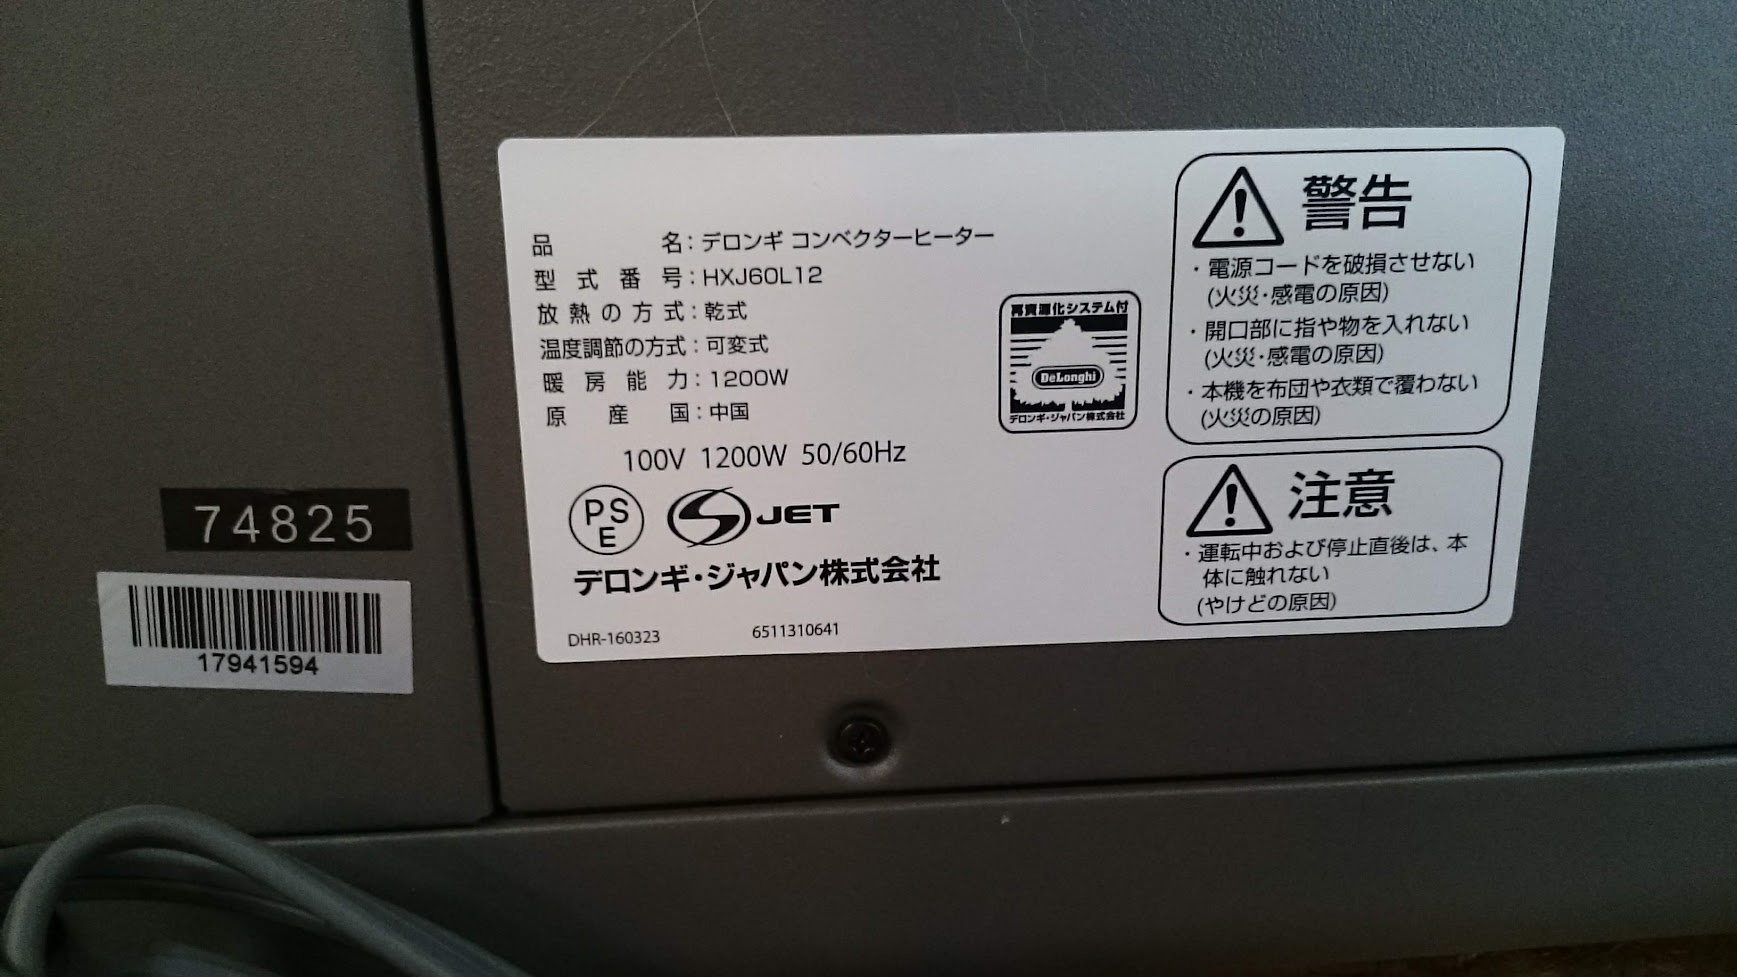 品名：デロンギ コンベクターヒーター
型式番号：HXJ60L12
放熱の方式：乾式
温度調節の方式：可変式
暖房能力：1200W
原産国：中国
100V 1200W 50/60Hz
PSE
JET
デロンギ・ジャパン株式会社
DHR-160323 6511310641
再資源化システム付
DeLonghi
デロンギ・ジャパン株式会社
警告
・電源コードを破損させない
(火災・感電の原因)
・開口部に指や物を入れない
(火災・感電の原因)
・本機を布団や衣類で覆わない
(火災の原因)
注意
・運転中および停止直後は、本
体に触れない
(やけどの原因)
74825
17941594